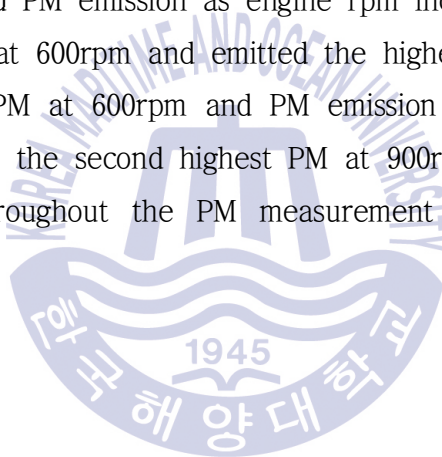 d PM emission as engine rpm inc
at 600rpm and emitted the highe
PM at 600rpm and PM emission
the second highest PM at 900r
roughout the PM measurement
KOREA MARITIME AND OCEAN UNIVERSITY
1945
한국해양대학교